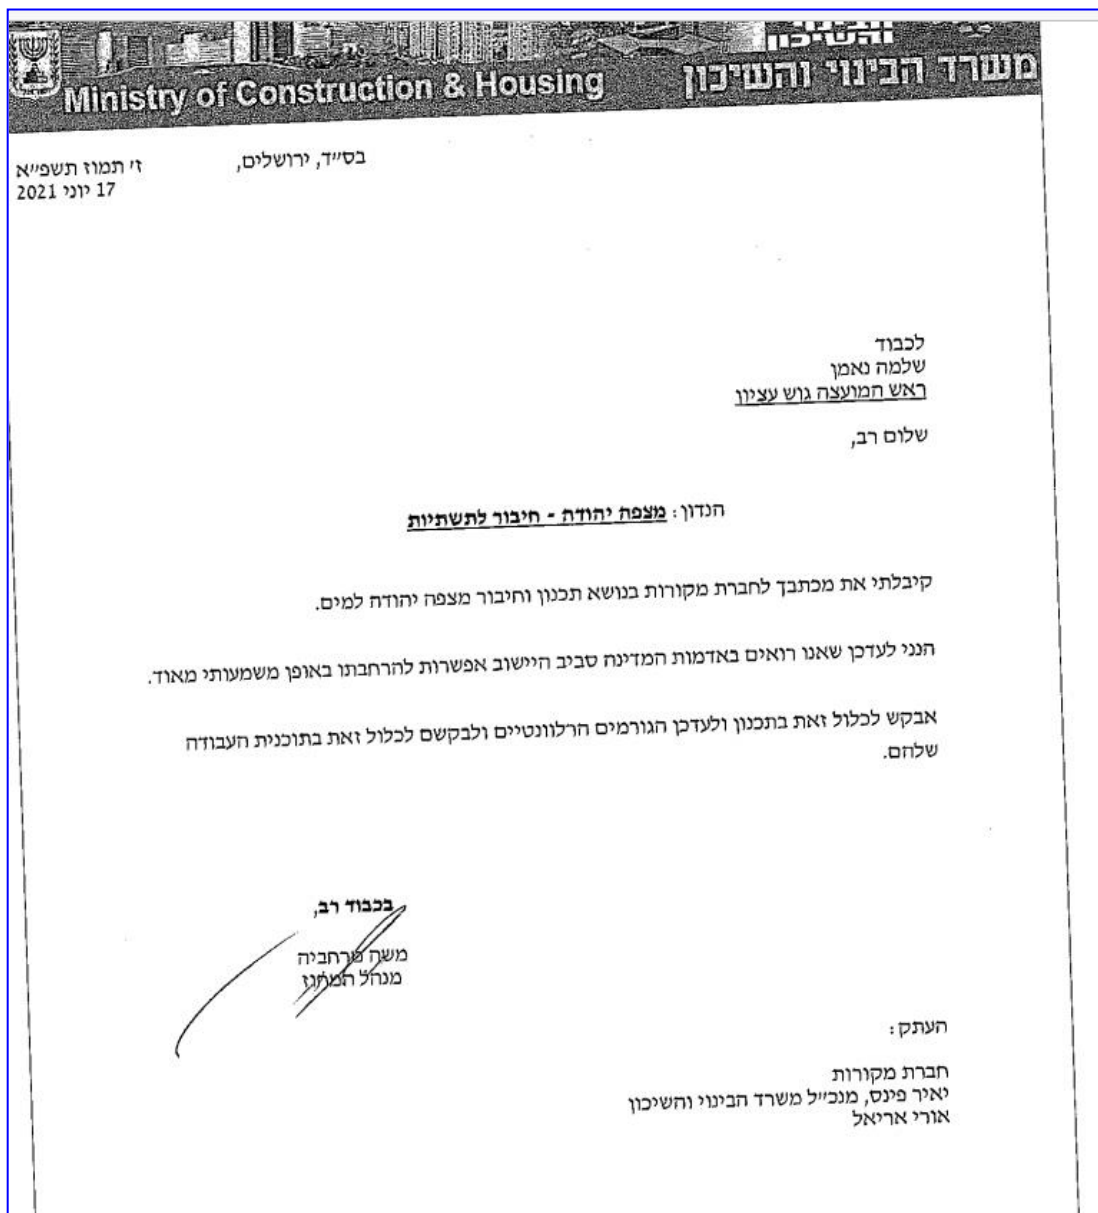 הבינוי
והשיכון
Ministry of Construction & Housing משרד הבינוי והשיכון
בס״ד, ירושלים, ז׳ תמוז תשפ״א
17 יוני 2021
לכבוד
שלמה נאמן
ראש המועצה גוש עציון
שלום רב,
הנדון: מצפה יהודה - חיבור לתשתיות
קיבלתי את מכתבך לחברת מקורות בנושא תכנון וחיבור מצפה יהודה למים.
הנני לעדכן שאנו רואים באדמות המדינה סביב היישוב אפשרות להרחבתו באופן משמעותי מאוד.
אבקש לכלול זאת בתכנון ולעדכן הגורמים הרלוונטיים ולבקשם לכלול זאת בתוכנית העבודה
שלהם.
בכבוד רב,
משה מרחביה
מנהל המחוז
העתק:
חברת מקורות
יאיר פינס, מנכ״ל משרד הבינוי והשיכון
אורי אריאל